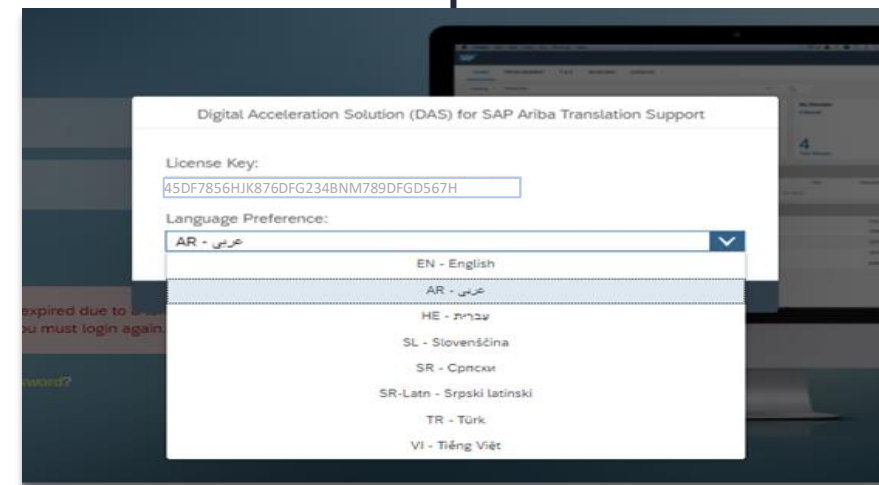 Digital Acceleration Solution (DAS) for SAP Ariba Translation Support
License Key:
45DF7856HJK876DFG234BNM789DFGD567H
Language Preference:
AR - عربي
EN - English
AR - عربي
HE - עברית
SL - Slovenščina
SR - Српски
SR-Latn - Srpski latinski
TR - Türk
VI - Tiếng Việt
expired due to
ou must login again.
4